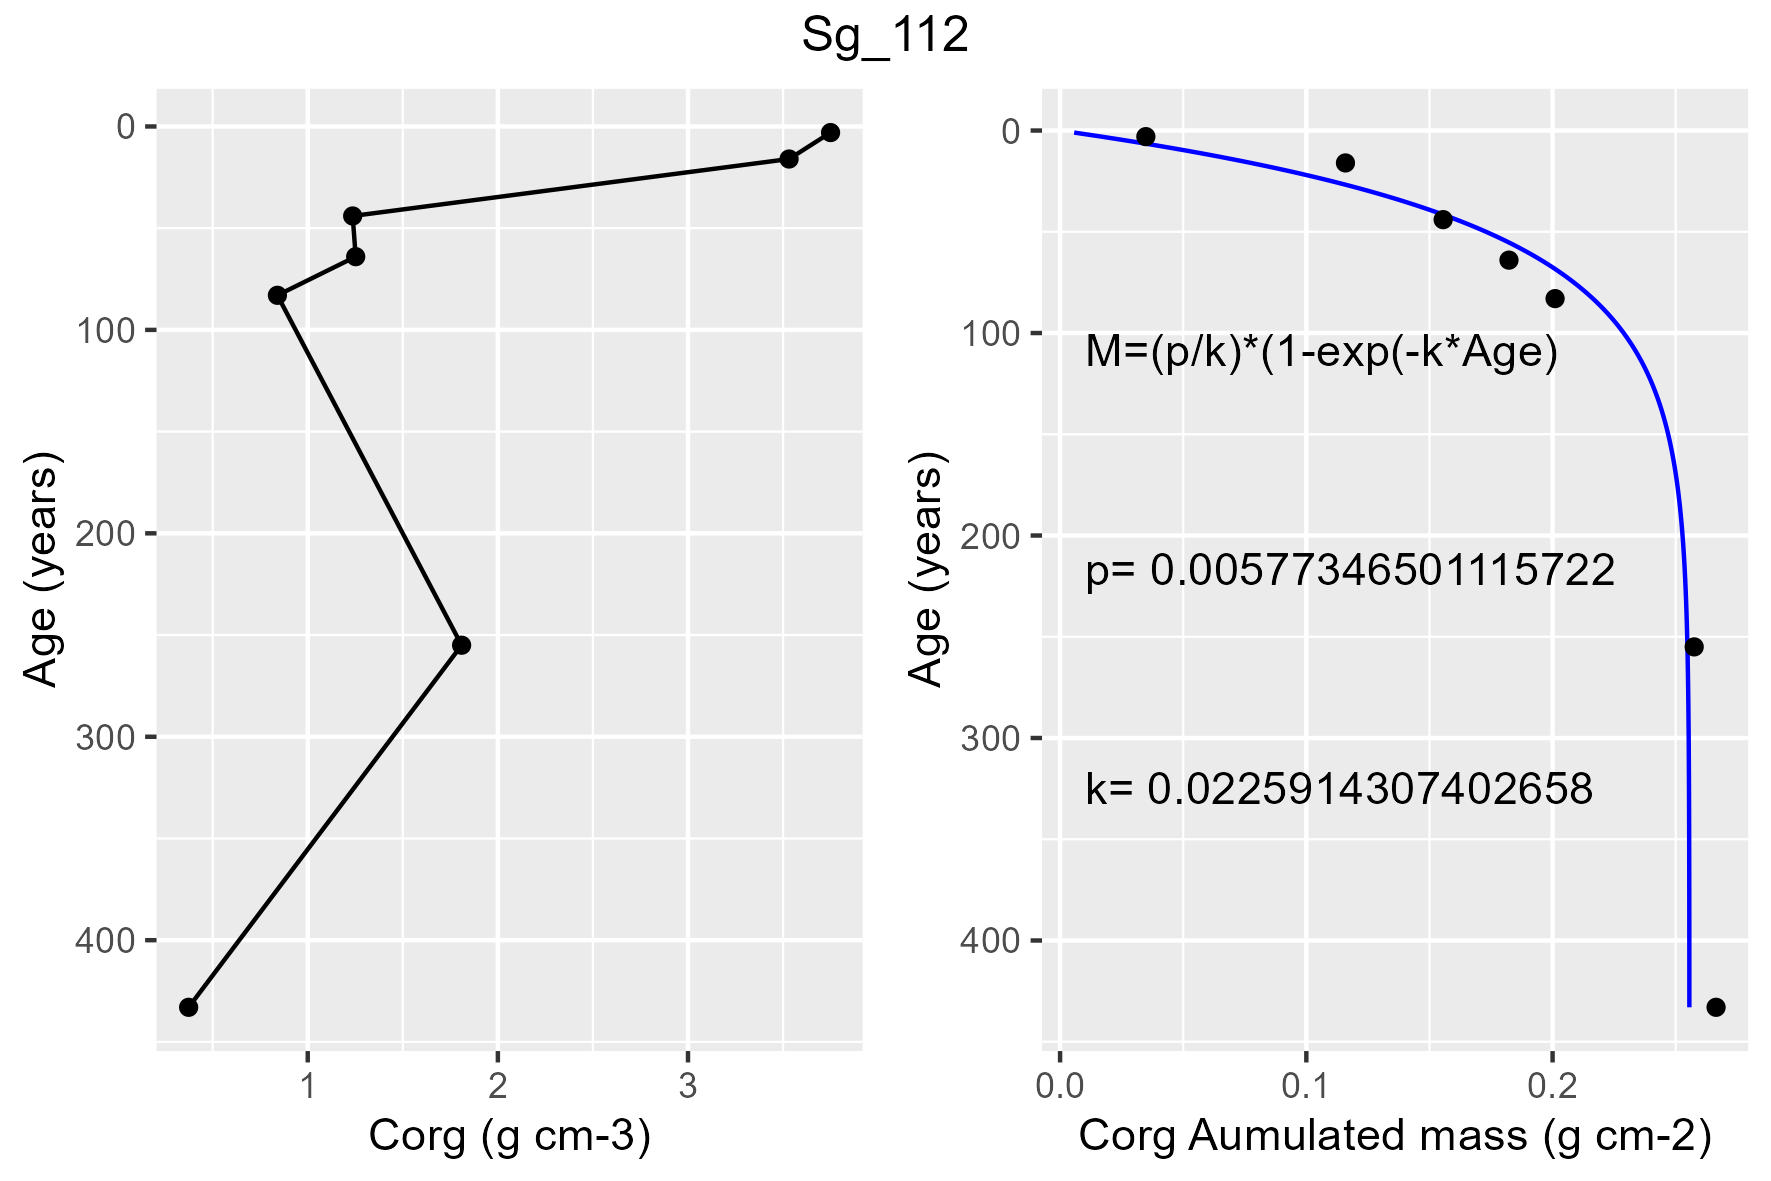 Sg_112
0
100
200
300
400
Age (years)
1
2
3
Corg (g cm-3)
0
100
200
300
400
Age (years)
M=(p/k)*(1-exp(-k*Age)
p= 0.00577346501115722
k= 0.0225914307402658
0.0
0.1
0.2
Corg Aumulated mass (g cm-2)